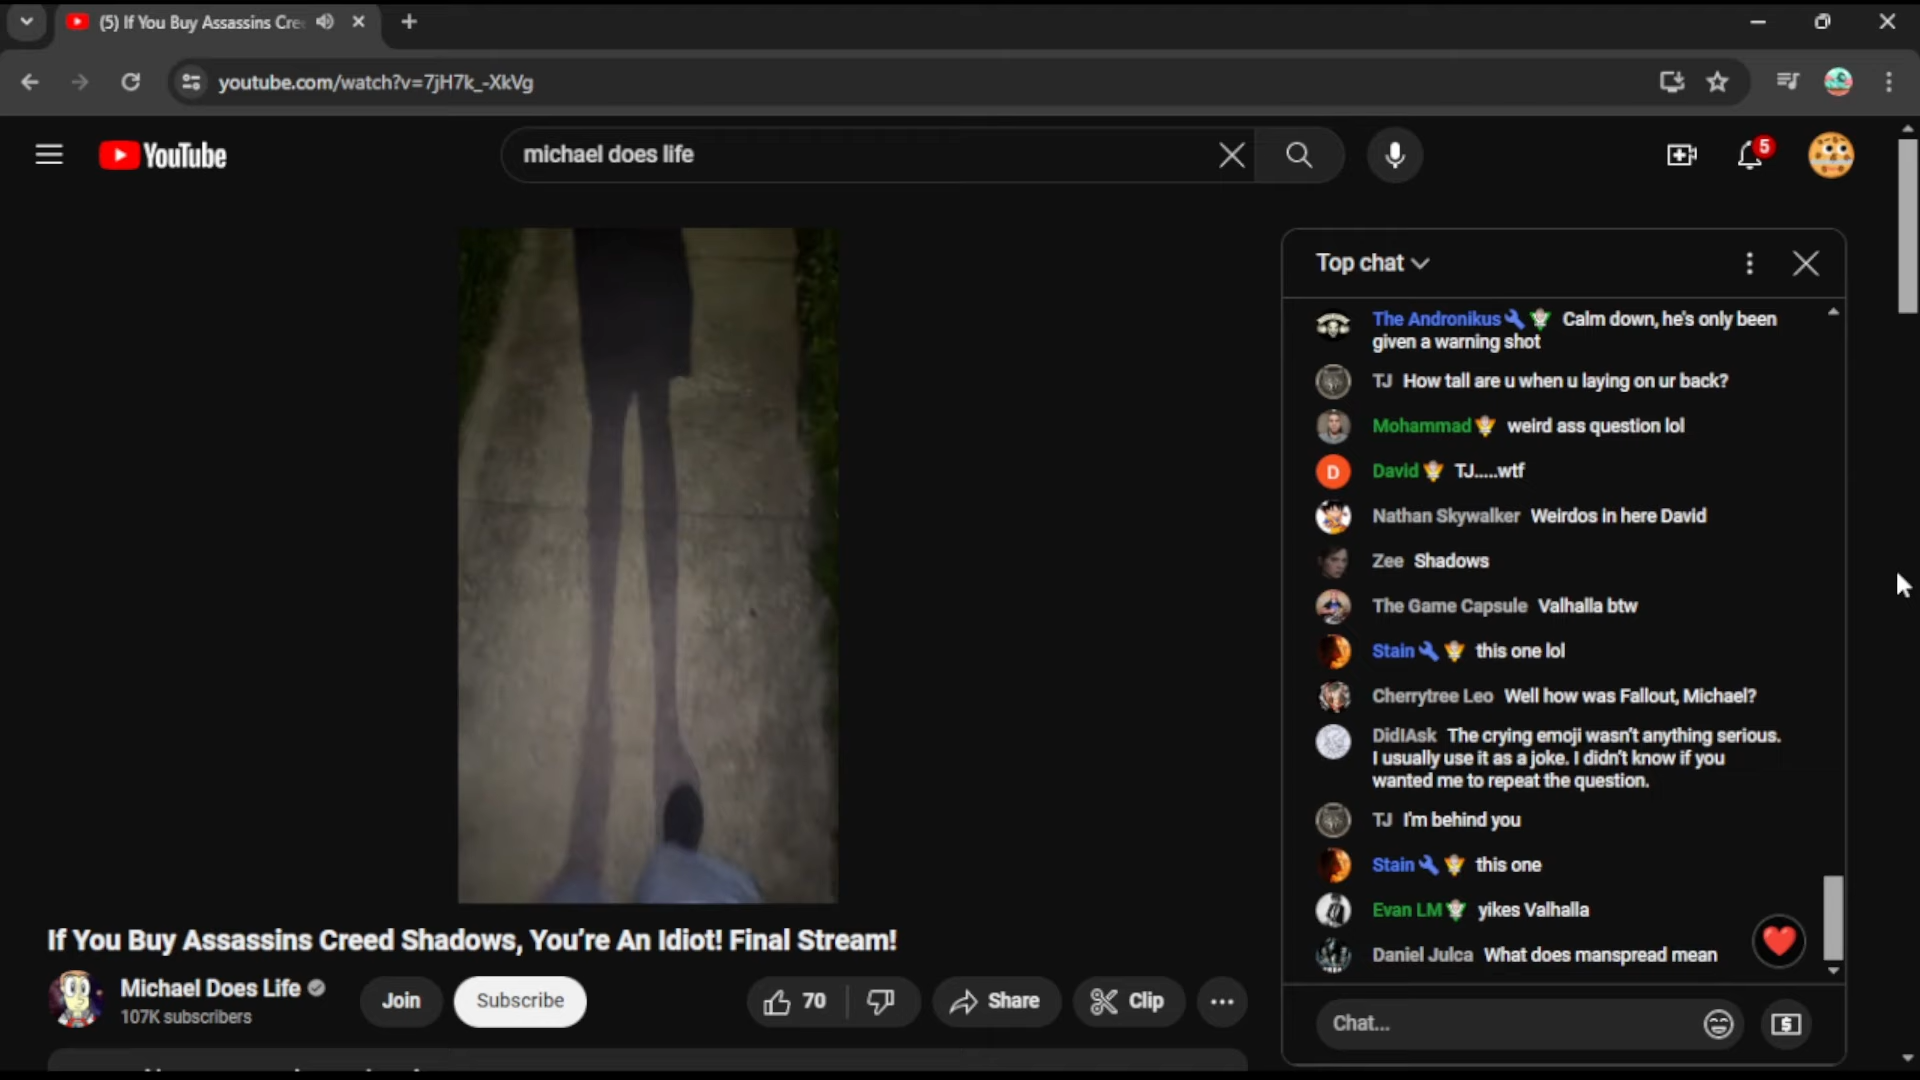 (5) If You Buy Assassins Cre
youtube.com/watch?v=7jH7k_-XkVg
YouTube
michael does life
5
Top chat
The Andronikus Calm down, he's only been
given a warning shot
TJ How tall are u when u laying on ur back?
Mohammad weird ass question lol
D
David TJ.....wtf
Nathan Skywalker Weirdos in here David
Zee Shadows
The Game Capsule Valhalla btw
Stain this one lol
Cherrytree Leo Well how was Fallout, Michael?
DidIAsk The crying emoji wasn't anything serious.
I usually use it as a joke. I didn't know if you
wanted me to repeat the question.
TJ I'm behind you
Stain this one
Evan LM yikes Valhalla
Daniel Julca What does manspread mean
Chat...
If You Buy Assassins Creed Shadows, You're An Idiot! Final Stream!
Michael Does Life
107K subscribers
Join
Subscribe
70
Share
Clip